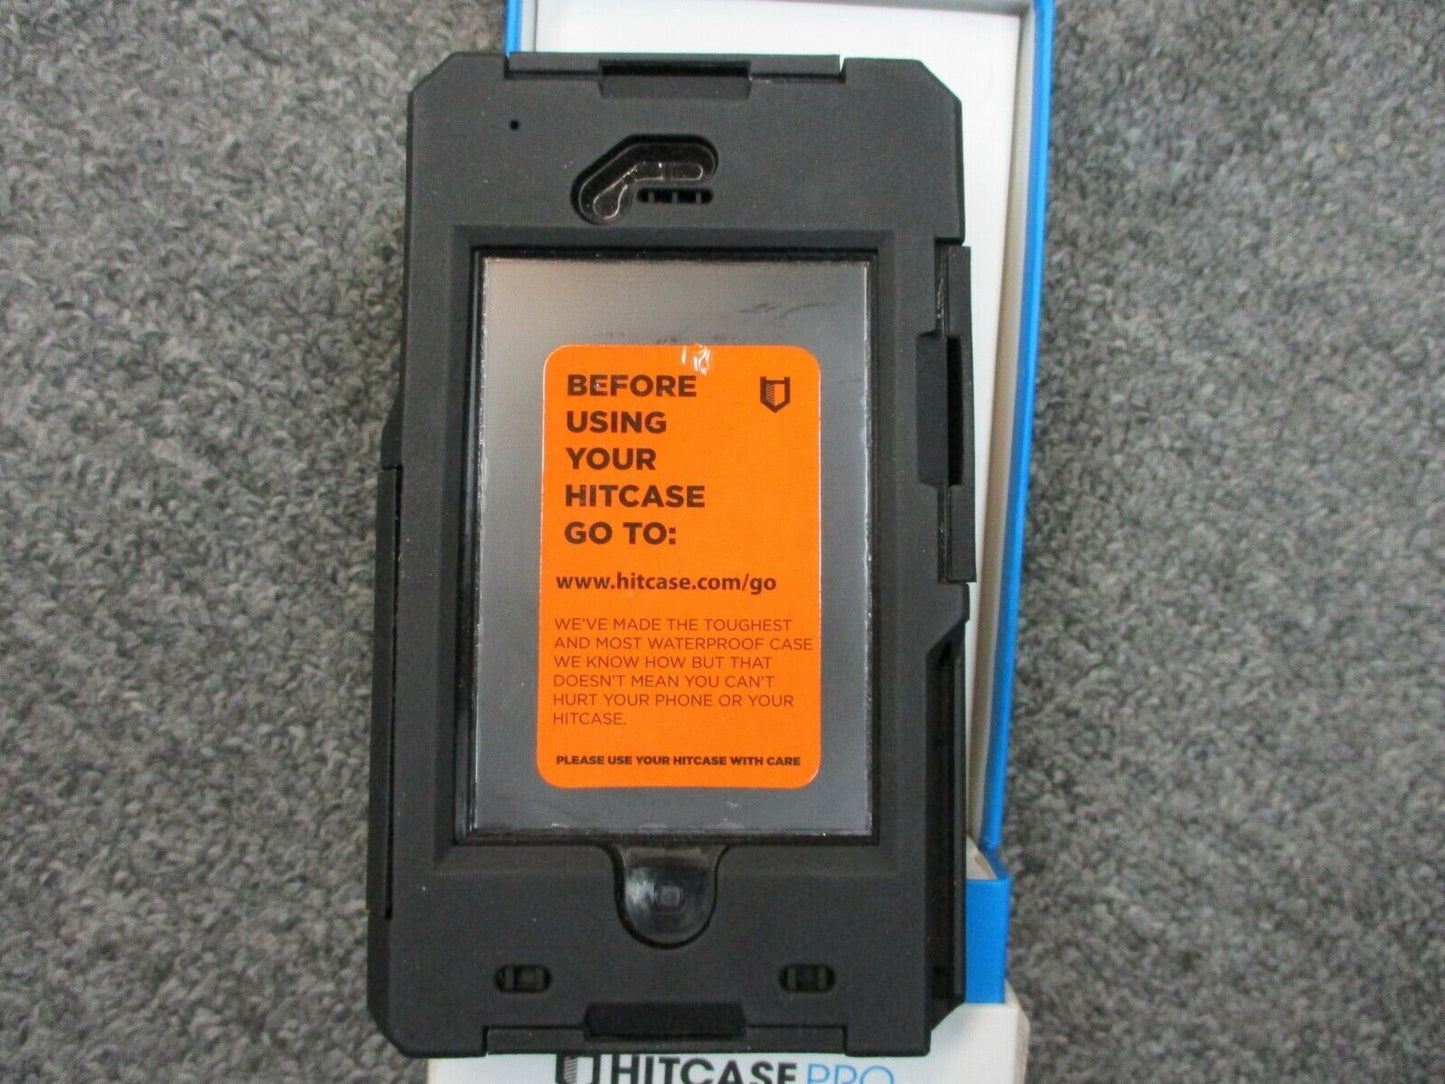 BEFORE
USING
YOUR
HITCASE
GO TO:
www.hitcase.com/go
WE'VE MADE THE TOUGHEST
AND MOST WATERPROOF CASE
WE KNOW HOW BUT THAT
DOESN'T MEAN YOU CAN'T
HURT YOUR PHONE OR YOUR
HITCASE.
PLEASE USE YOUR HITCASE WITH CARE
HITCASE PRO